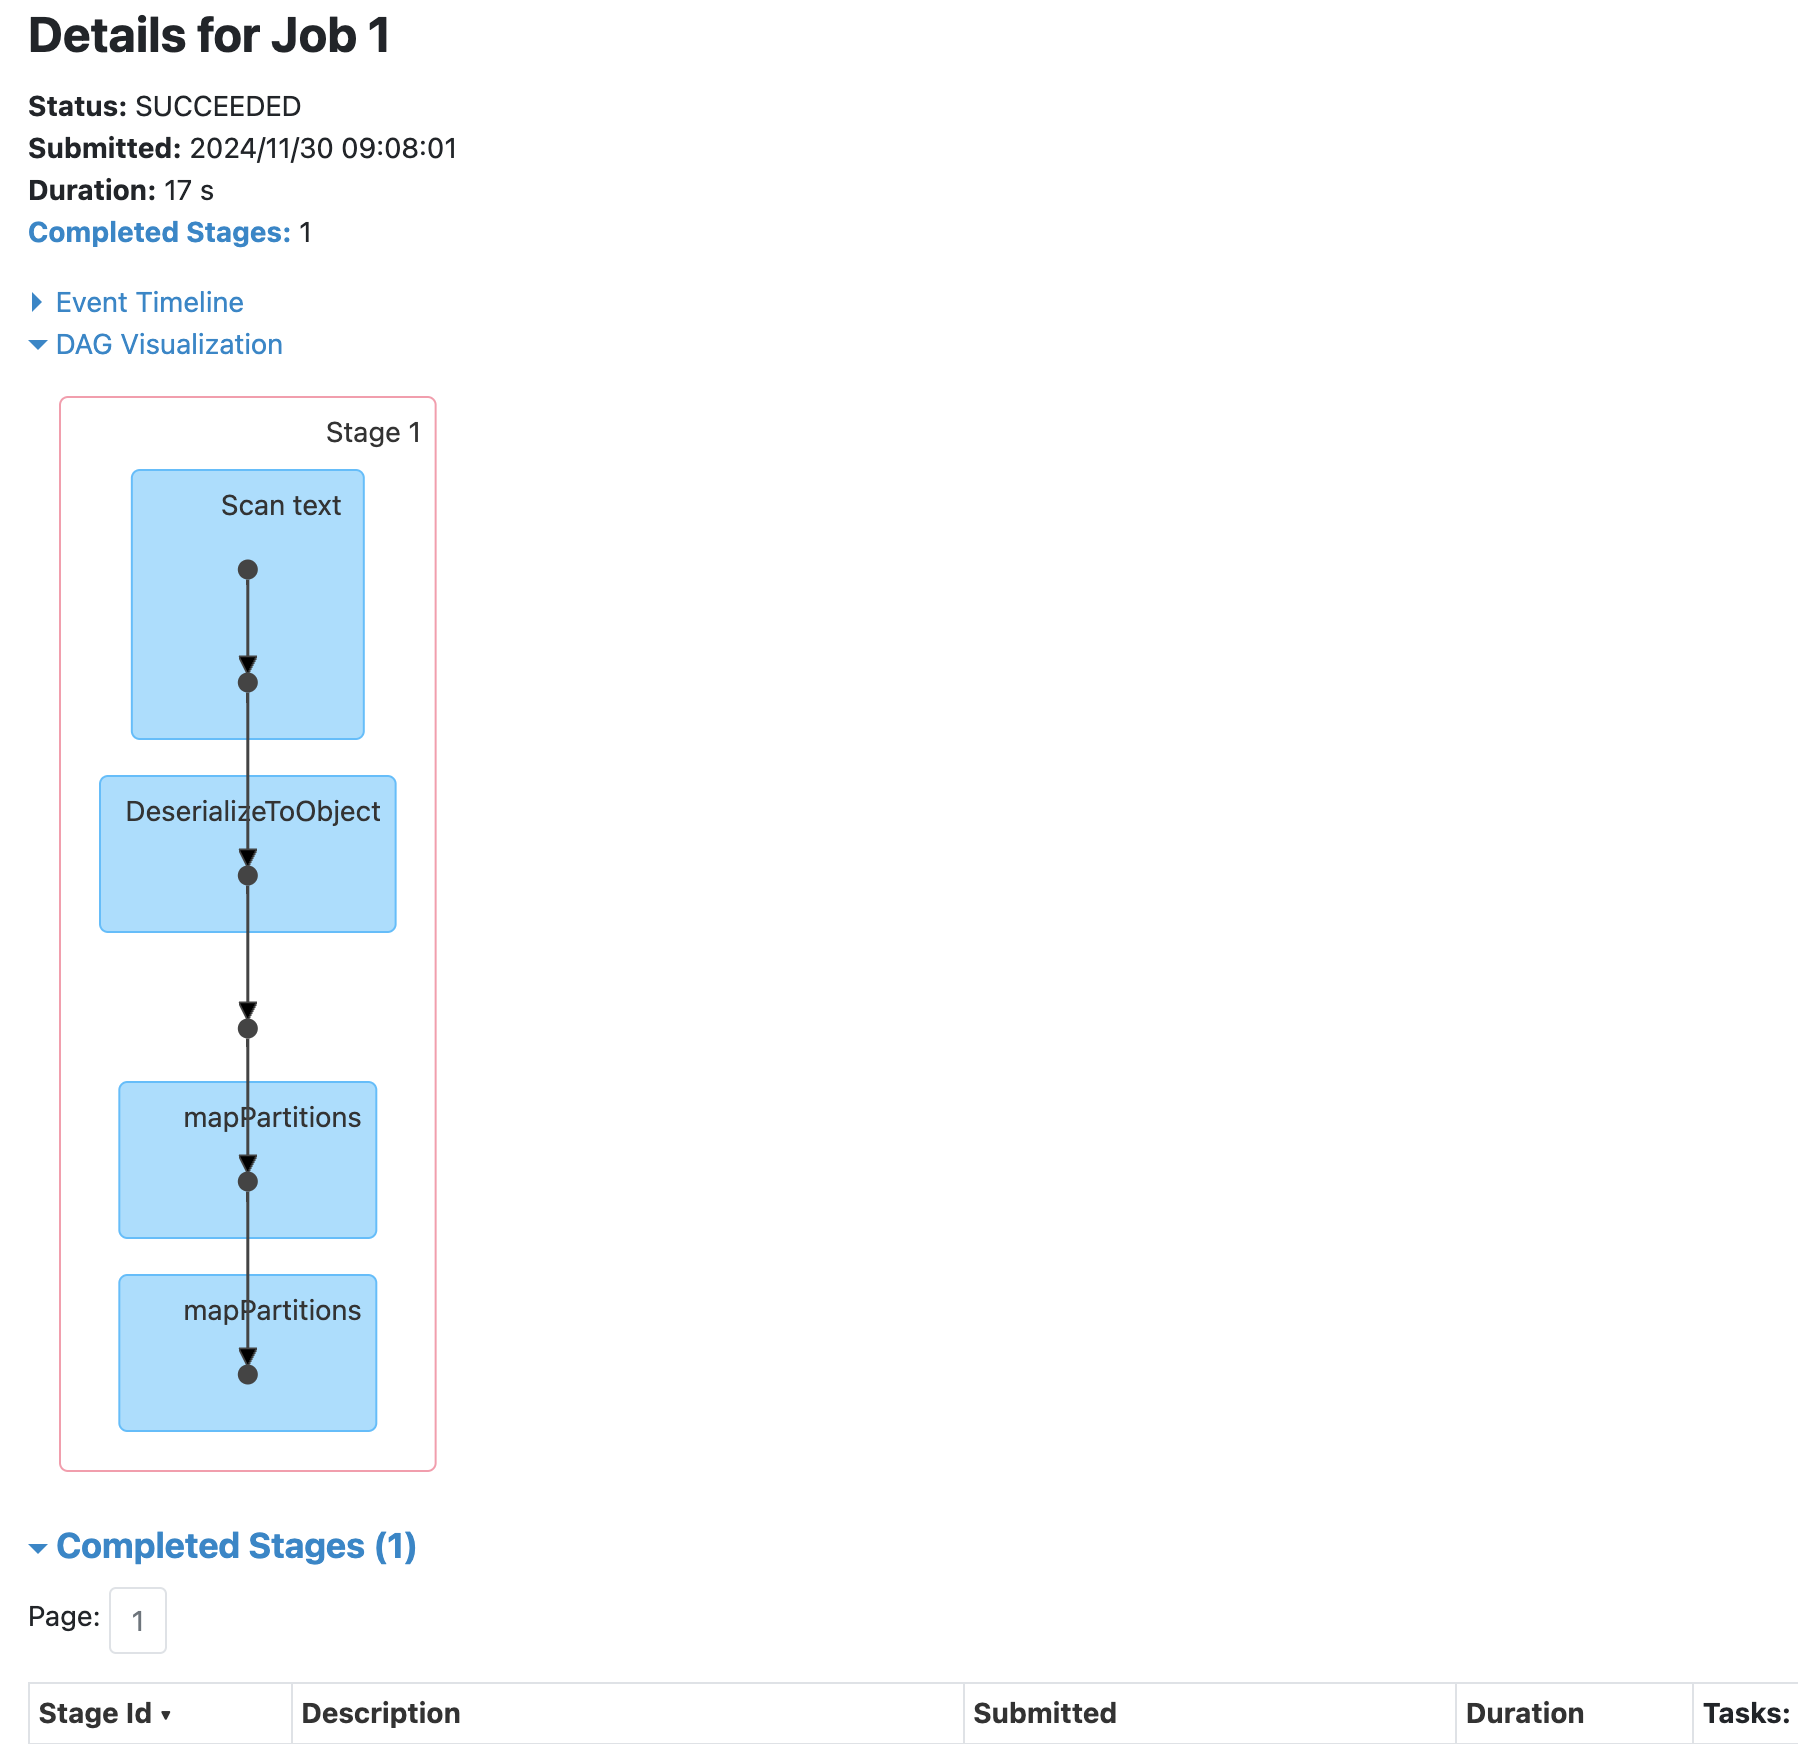 Details for Job 1
Status: SUCCEEDED
Submitted: 2024/11/30 09:08:01
Duration: 17 s
Completed Stages: 1
Event Timeline
DAG Visualization
Stage 1
Scan text
DeserializeToObject
mapPartitions
mapPartitions
Completed Stages (1)
Page: 1
Stage Id ▾ Description Submitted Duration Tasks: